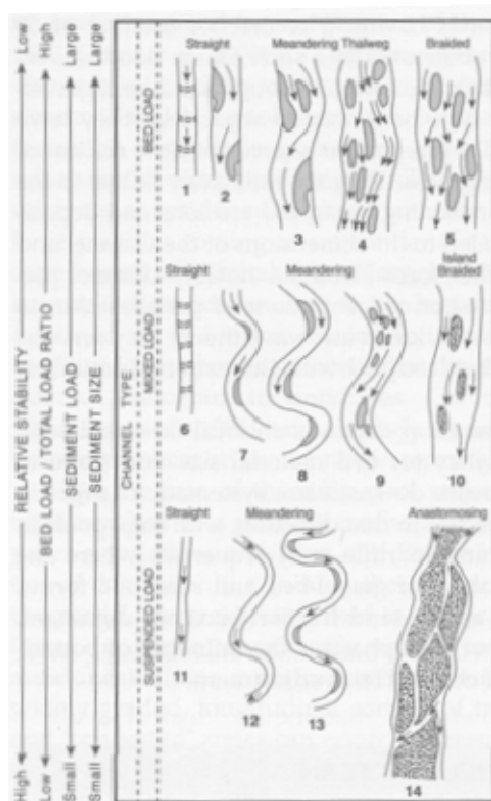 Low
High
Large
Large
RELATIVE STABILITY
BED LOAD / TOTAL LOAD RATIO
SEDIMENT LOAD
SEDIMENT SIZE
High
Low
Small
Small
CHANNEL TYPE
BED LOAD
Straight
Meandering Thalweg
Braided
1
2
3
4
5
MIXED LOAD
Straight
Meandering
Island
Braided
6
7
8
9
10
SUSPENDED LOAD
Straight
Meandering
Anastomosing
11
12
13
14